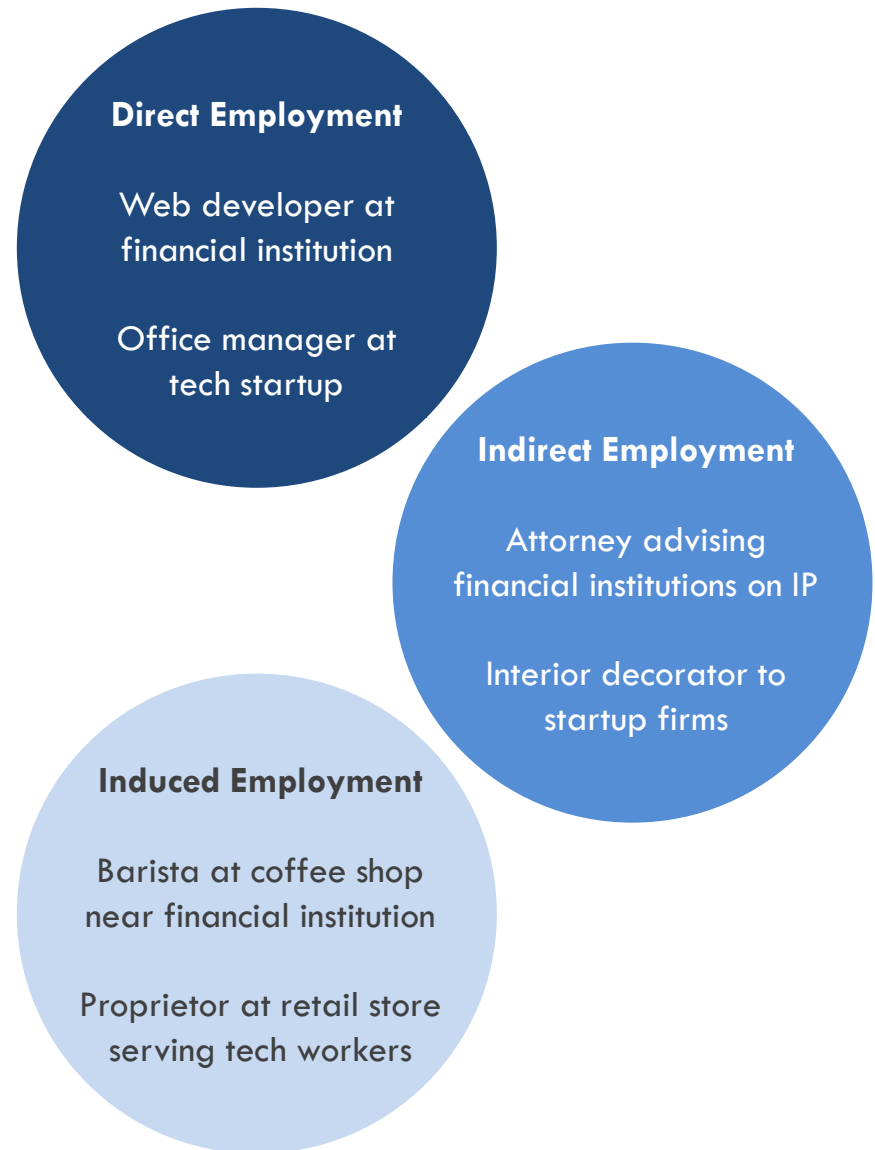 Direct Employment
Web developer at
financial institution
Office manager at
tech startup
Indirect Employment
Attorney advising
financial institutions on IP
Interior decorator to
startup firms
Induced Employment
Barista at coffee shop
near financial institution
Proprietor at retail store
serving tech workers